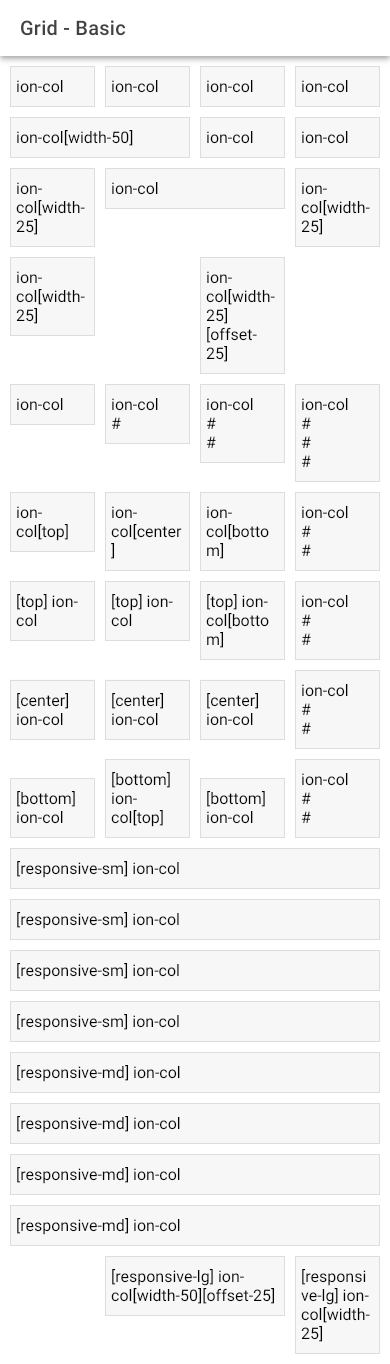 Grid - Basic
ion-col
ion-col
ion-col
ion-col
ion-col[width-50]
ion-col
ion-col
ion-
col[width-
25]
ion-col
ion-
col[width-
25]
ion-
col[width-
25]
ion-
col[width-
25]
[offset-
25]
ion-col
ion-col
#
ion-col
#
#
ion-col
#
#
#
ion-
col[top]
ion-
col[center
]
ion-
col[botto
m]
ion-col
#
#
[top] ion-
col
[top] ion-
col
[top] ion-
col[botto
m]
ion-col
#
#
[center]
ion-col
[center]
ion-col
[center]
ion-col
ion-col
#
#
[bottom]
ion-col
[bottom]
ion-
col[top]
[bottom]
ion-col
ion-col
#
#
[responsive-sm] ion-col
[responsive-sm] ion-col
[responsive-sm] ion-col
[responsive-sm] ion-col
[responsive-md] ion-col
[responsive-md] ion-col
[responsive-md] ion-col
[responsive-md] ion-col
[responsive-lg] ion-
col[width-50][offset-25]
[responsi
ve-lg] ion-
col[width-
25]